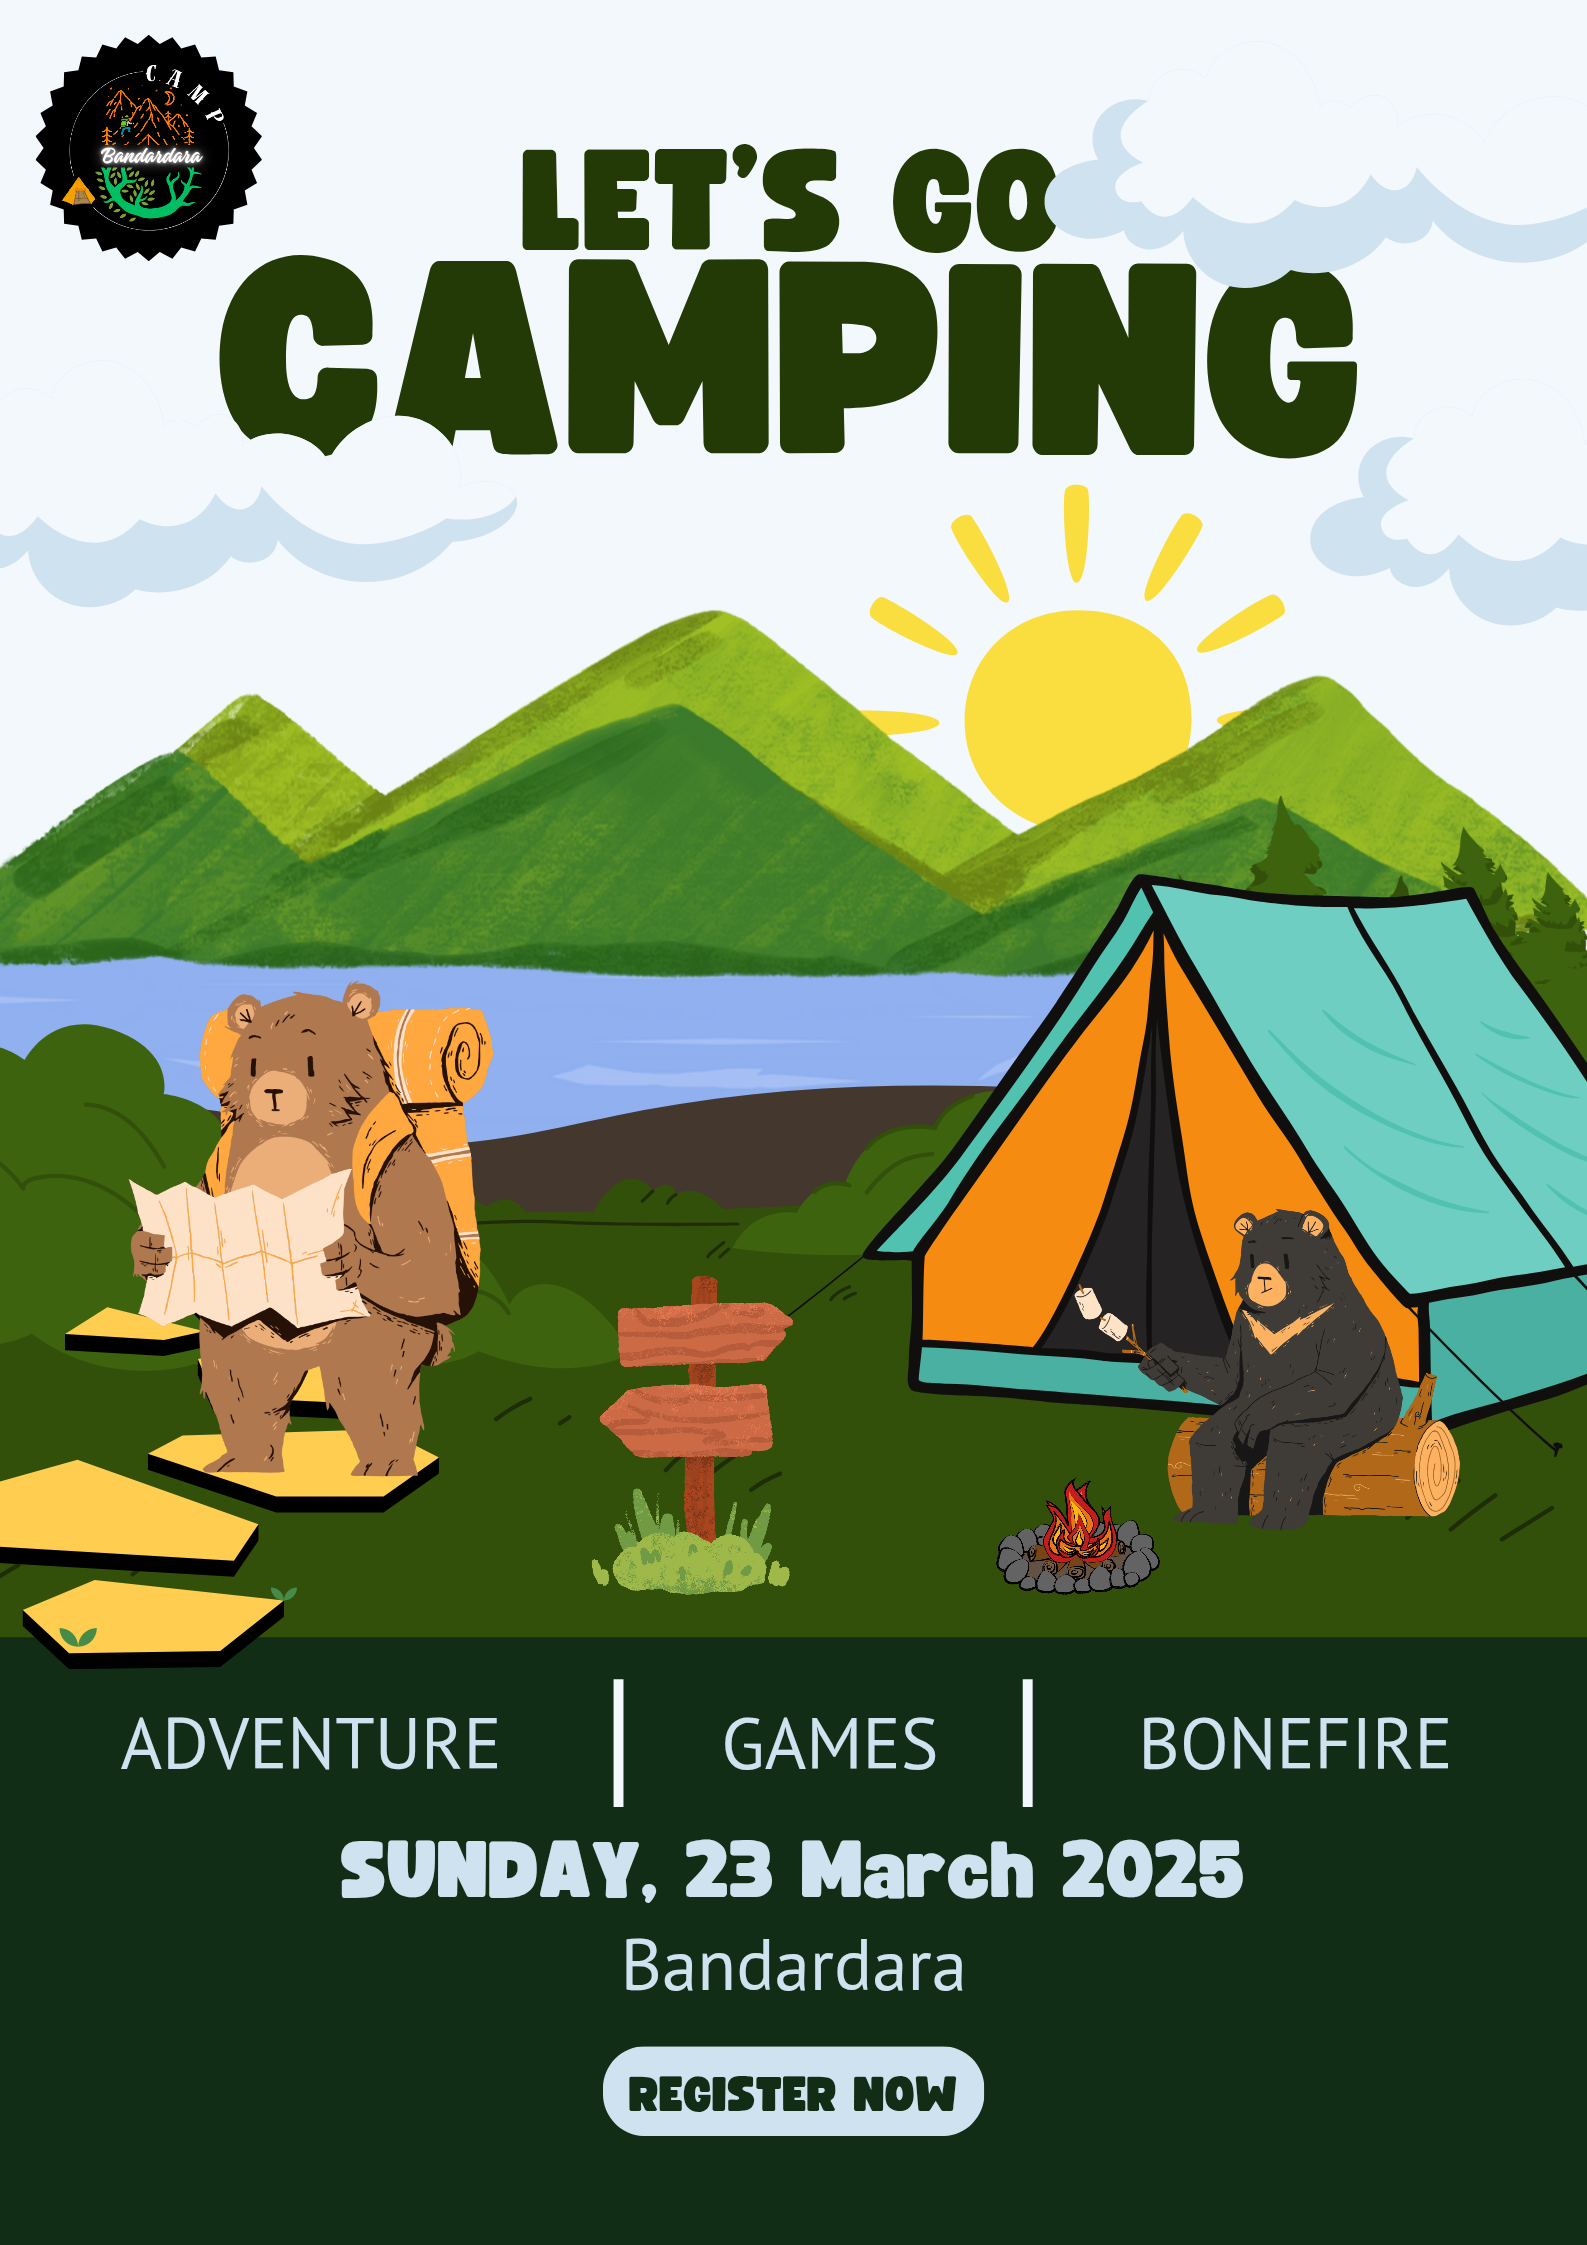 CAMP
Bandardara
LET'S GO
CAMPING
ADVENTURE | GAMES | BONEFIRE
SUNDAY, 23 March 2025
Bandardara
REGISTER NOW